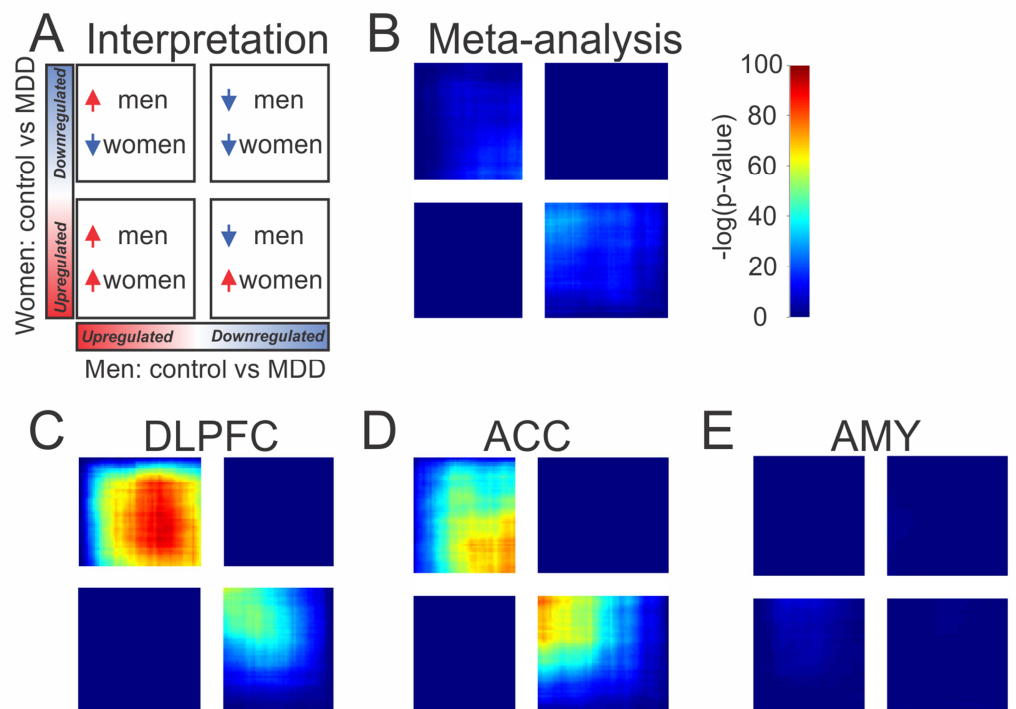 A Interpretation
Women: control vs MDD
Downregulated
Upregulated
men
women
men
women
men
women
men
women
Upregulated Downregulated
Men: control vs MDD
B Meta-analysis
-log(p-value)
100
80
60
40
20
0
C DLPFC
D ACC
E AMY